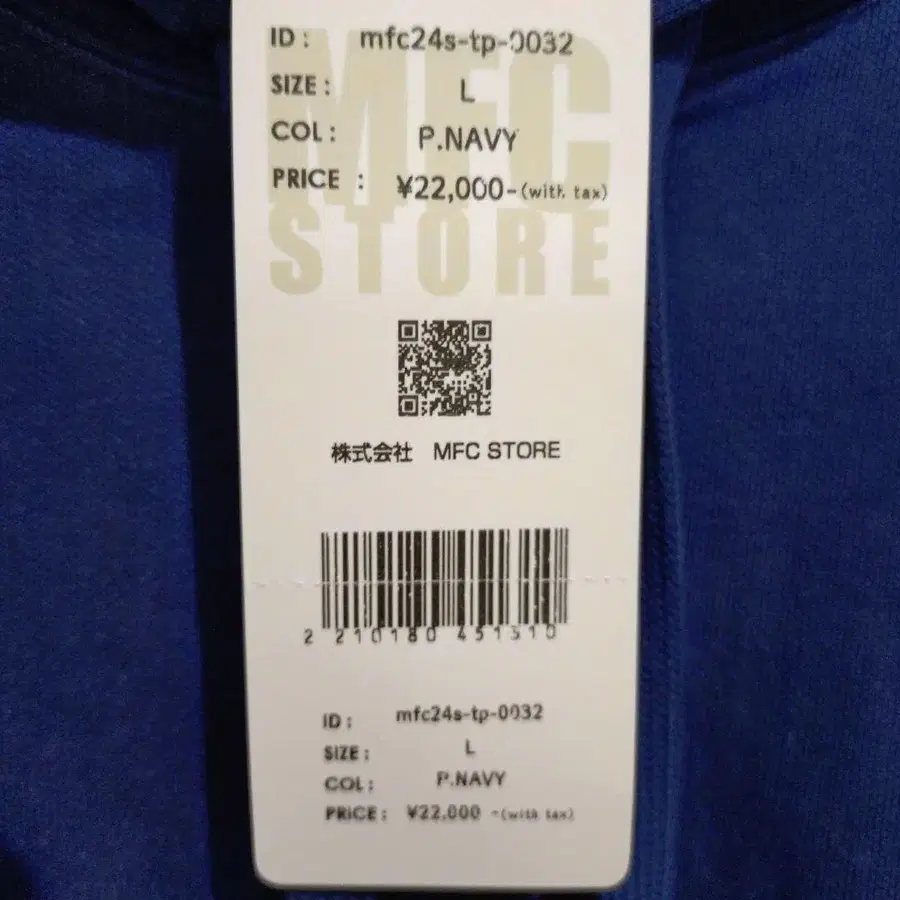 ID : mfc24s-tp-0032
SIZE : L
COL : P.NAVY
PRICE : ¥22,000-(with tax)
MFC
STORE
株式会社 MFC STORE
2 210180 451310
ID : mfc24s-tp-0032
SIZE : L
COL : P.NAVY
PRICE : ¥22,000 -(with tax)